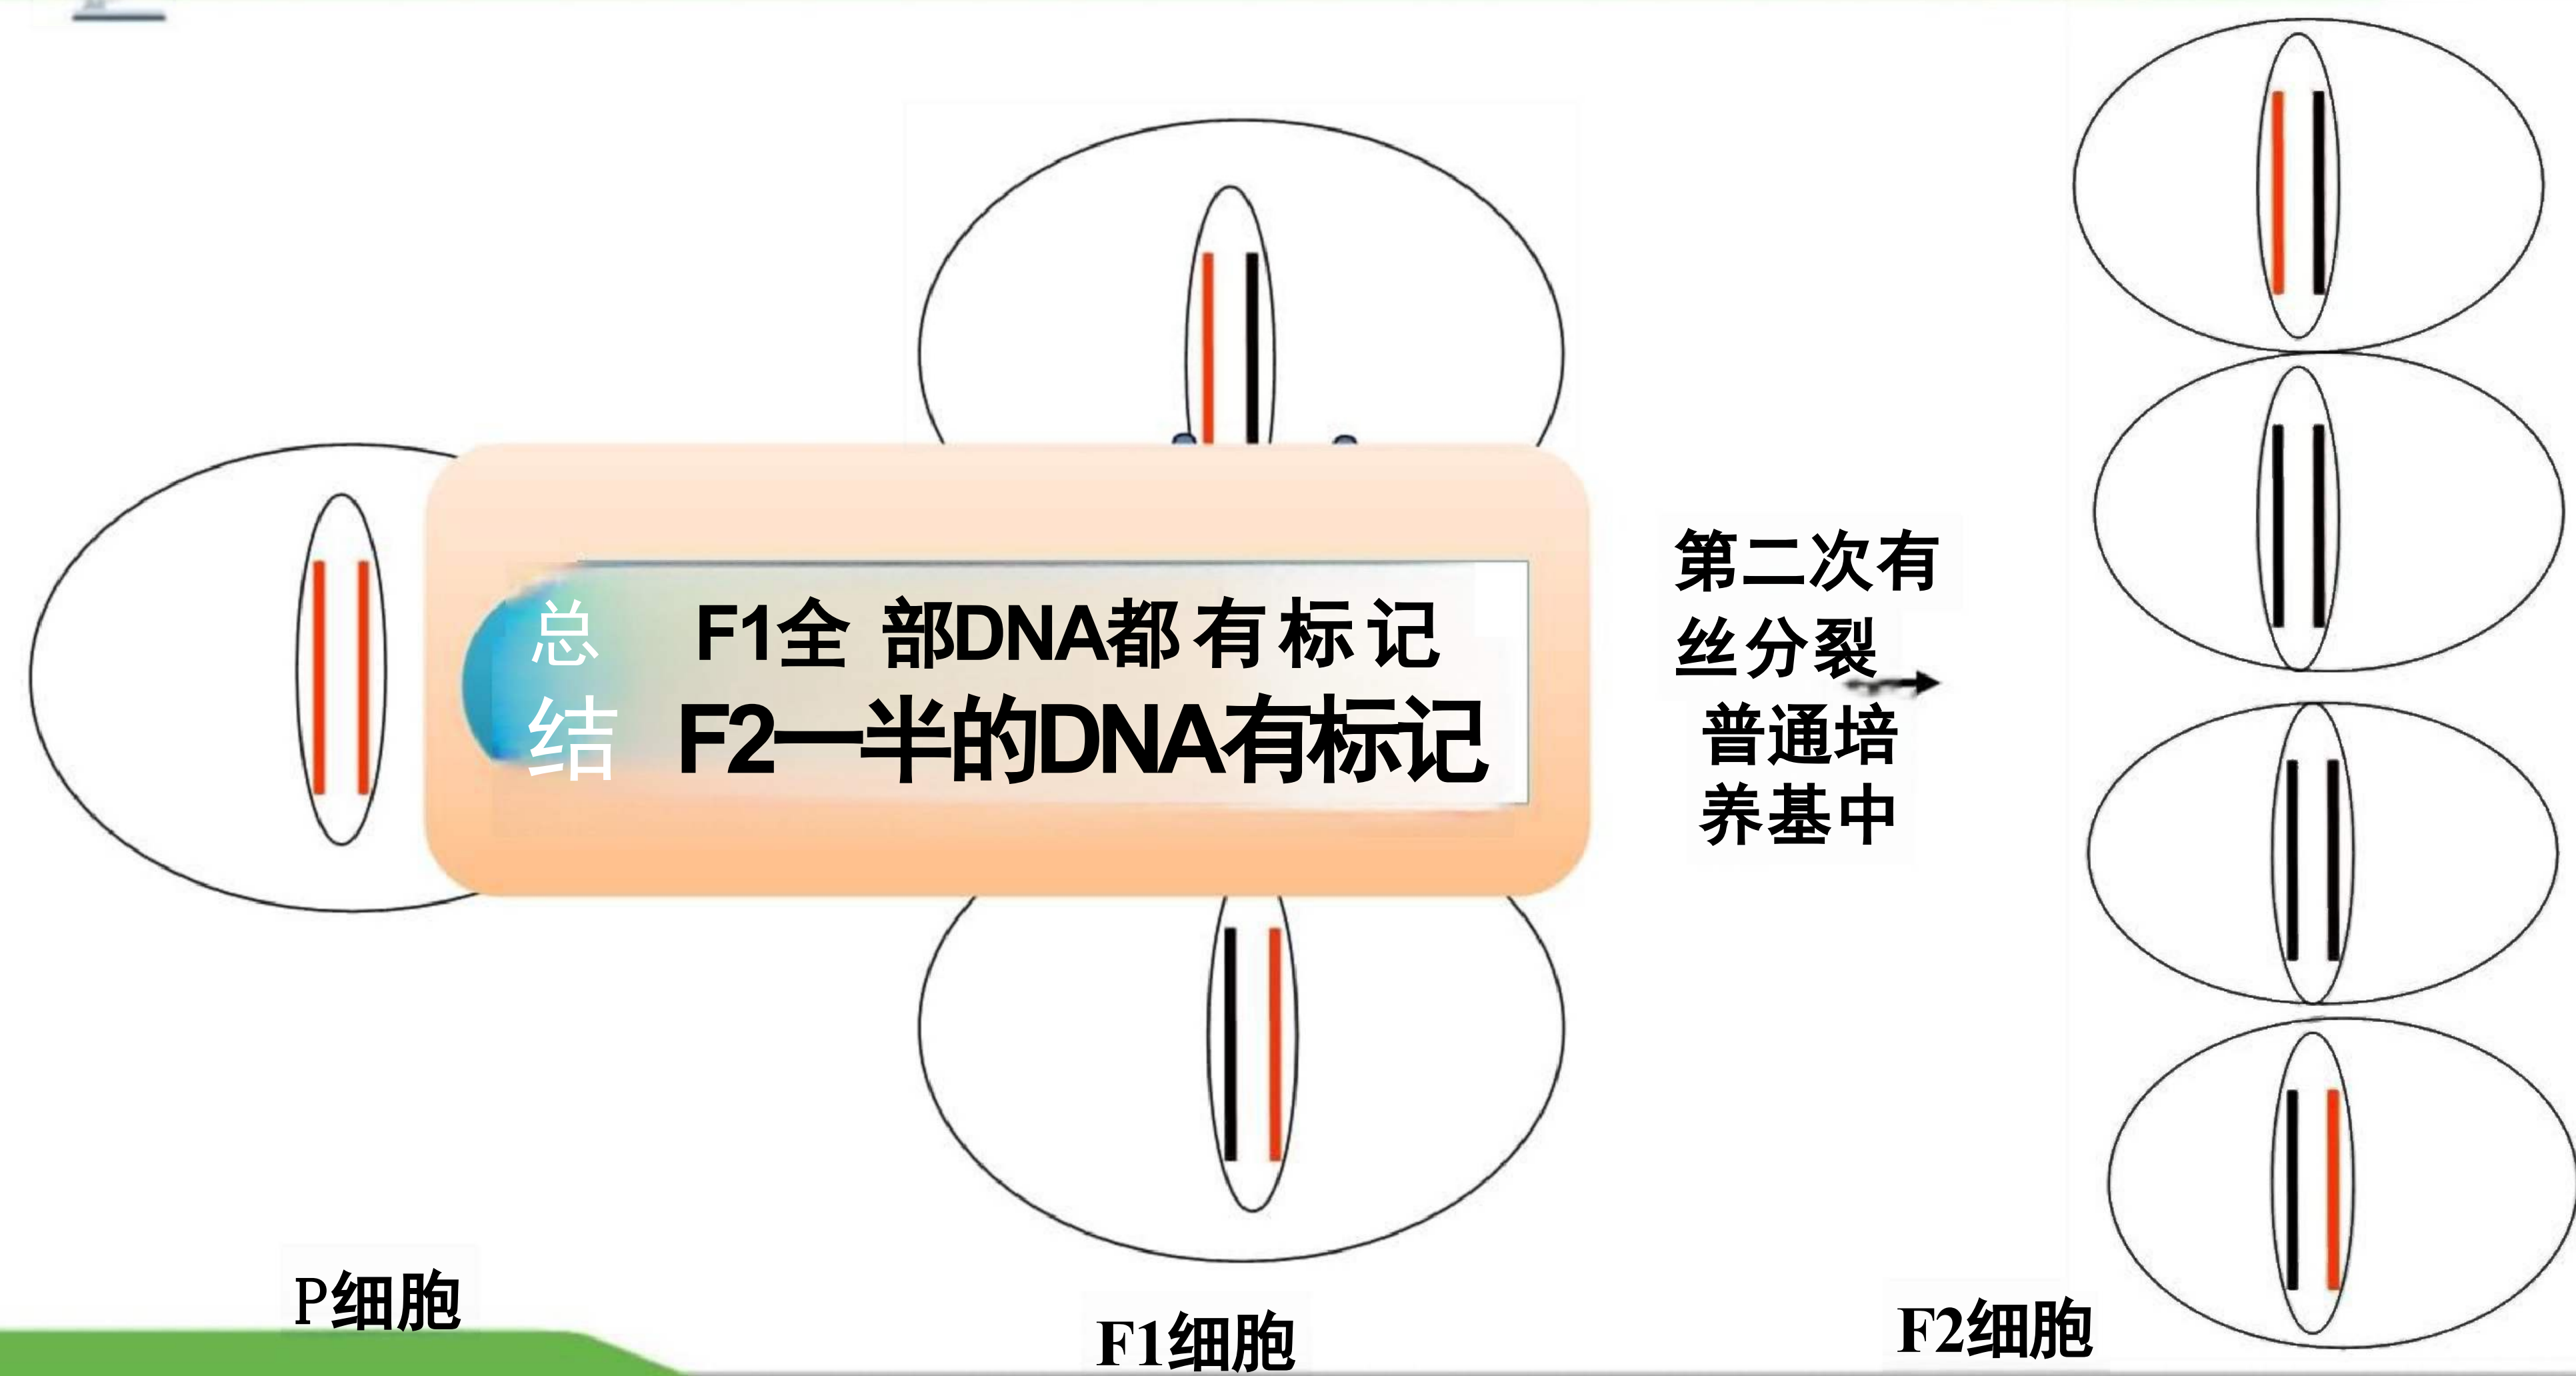 总结
F1全 部DNA都有标记
F2一半的DNA有标记
第二次有
丝分裂
普通培
养基中
P细胞
F1细胞
F2细胞